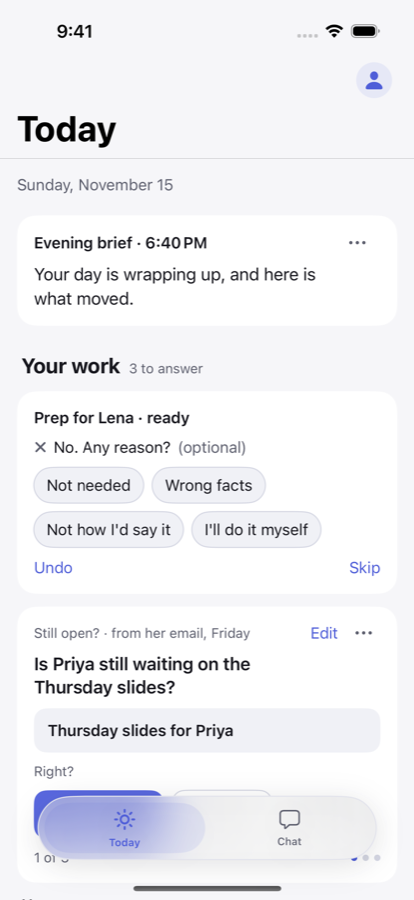 9:41
Today
Sunday, November 15
Evening brief · 6:40 PM
Your day is wrapping up, and here is
what moved.
Your work 3 to answer
Prep for Lena · ready
✕ No. Any reason? (optional)
Not needed Wrong facts
Not how I'd say it I'll do it myself
Undo Skip
Still open? · from her email, Friday
Edit
Is Priya still waiting on the
Thursday slides?
Thursday slides for Priya
Right?
Today Chat
1 of